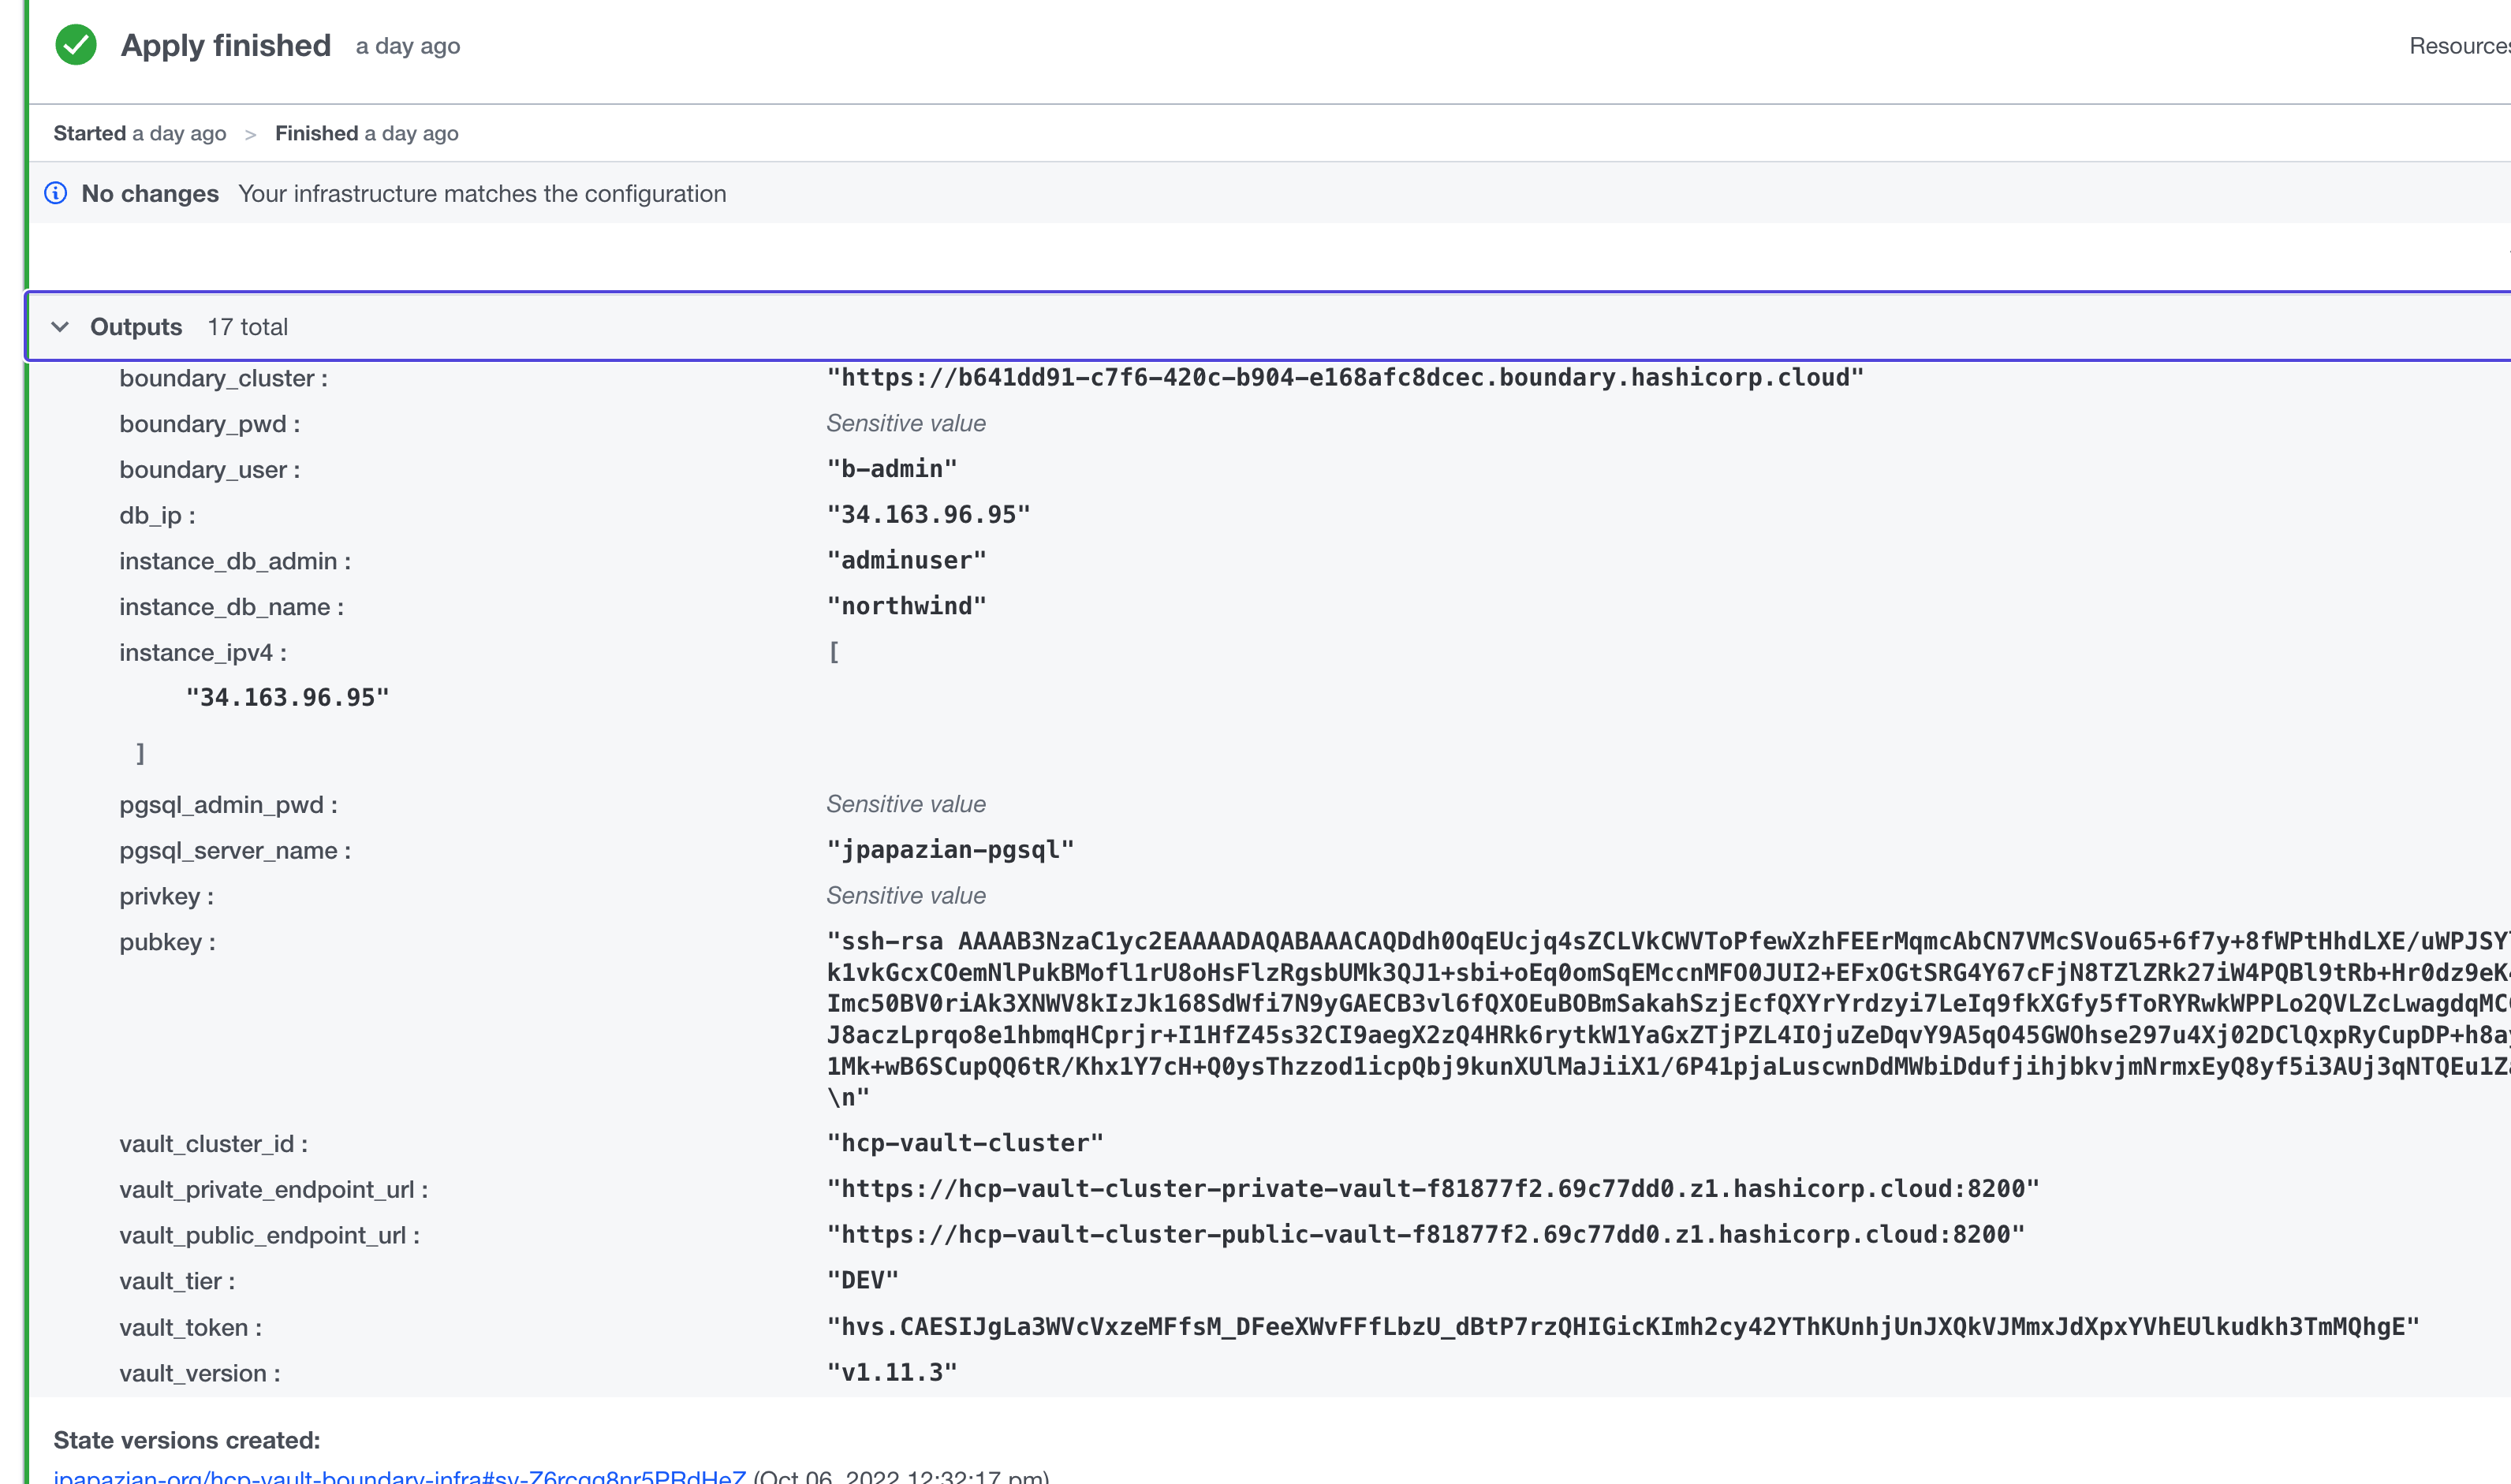 Apply finished a day ago Resources
Started a day ago > Finished a day ago
No changes Your infrastructure matches the configuration
Outputs 17 total
boundary_cluster : "https://b641dd91-c7f6-420c-b904-e168afc8dcec.boundary.hashicorp.cloud"
boundary_pwd : Sensitive value
boundary_user : "b-admin"
db_ip : "34.163.96.95"
instance_db_admin : "adminuser"
instance_db_name : "northwind"
instance_ipv4 : [
"34.163.96.95"
]
pgsql_admin_pwd : Sensitive value
pgsql_server_name : "jpapazian-pgsql"
privkey : Sensitive value
pubkey : "ssh-rsa AAAAB3NzaC1yc2EAAAADAQABAAACAQDdh0OqEUcjq4sZCLVkCWVToPfewXzhFEErMqmcAbCN7VMcSVou65+6f7y+8fWPtHhdLXE/uWPJSY
k1vkGcxCOemNlPukBMofl1rU8oHsFlzRgsbUMk3QJ1+sbi+oEq0omSqEMccnMFO0JUI2+EFxOGtSRG4Y67cFjN8TZlZRk27iW4PQBl9tRb+Hr0dz9eK
Imc50BV0riAk3XNWV8kIzJk168SdWfi7N9yGAECB3vl6fQXOEuBOBmSakahSzjEcfQXYrYrdzyi7LeIq9fkXGfy5fToRYRwkWPPLo2QVLZcLwagdqMC
J8aczLprqo8e1hbmqHCprjr+I1HfZ45s32CI9aegX2zQ4HRk6rytkW1YaGxZTjPZL4IOjuZeDqvY9A5qO45GWOhse297u4Xj02DClQxpRyCupDP+h8a
1Mk+wB6SCupQQ6tR/Khx1Y7cH+Q0ysThzzod1icpQbj9kunXUlMaJiiX1/6P41pjaLuscwnDdMWbiDdufjihjbkvjmNrmxEyQ8yf5i3AUj3qNTQEu1Z
\n"
vault_cluster_id : "hcp-vault-cluster"
vault_private_endpoint_url : "https://hcp-vault-cluster-private-vault-f81877f2.69c77dd0.z1.hashicorp.cloud:8200"
vault_public_endpoint_url : "https://hcp-vault-cluster-public-vault-f81877f2.69c77dd0.z1.hashicorp.cloud:8200"
vault_tier : "DEV"
vault_token : "hvs.CAESIJgLa3WVcVxzeMFfsM_DFeeXWvFFfLbzU_dBtP7rzQHIGicKImh2cy42YThKUnhjUnJXQkVJMmxJdXpxYVhEUlkudkh3TmMQhgE"
vault_version : "v1.11.3"
State versions created:
jpapazian-org/hcp-vault-boundary-infra#sv-Z6rcgg8nr5PRdHeZ (Oct 06, 2022 12:32:17 pm)